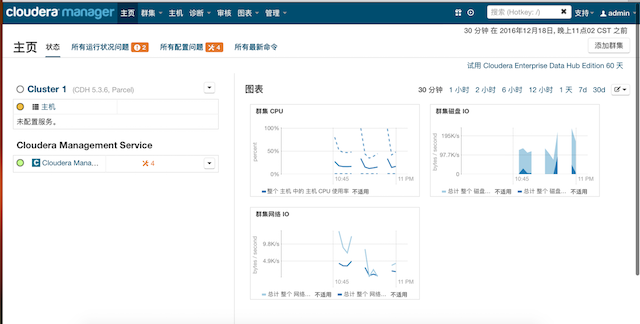 cloudera manager 主页 集群 主机 诊断 审核 图表 管理 搜索 (Hotkey: /) 支持 admin
30 分钟 在 2016年12月18日, 晚上11点02 CST 之前
主页 状态 所有运行状况问题 2 所有配置问题 4 所有最新命令 添加群集
试用 Cloudera Enterprise Data Hub Edition 60 天
Cluster 1 (CDH 5.3.6, Parcel)
主机
未配置服务。
Cloudera Management Service
Cloudera Mana... 4
图表 30 分钟 1 小时 2 小时 6 小时 12 小时 1 天 7d 30d
群集 CPU
percent
100%
50%
0%
10:45 11 PM
整个 主机 中的 主机 CPU 使用率 不适用
群集磁盘 IO
bytes / second
195K/s
97.7K/s
10:45 11 PM
总计 整个 磁盘... 不适用 总计 整个 磁盘... 不适用
群集网络 IO
bytes / second
9.8K/s
4.9K/s
10:45 11 PM
总计 整个 网络... 不适用 总计 整个 网络... 不适用